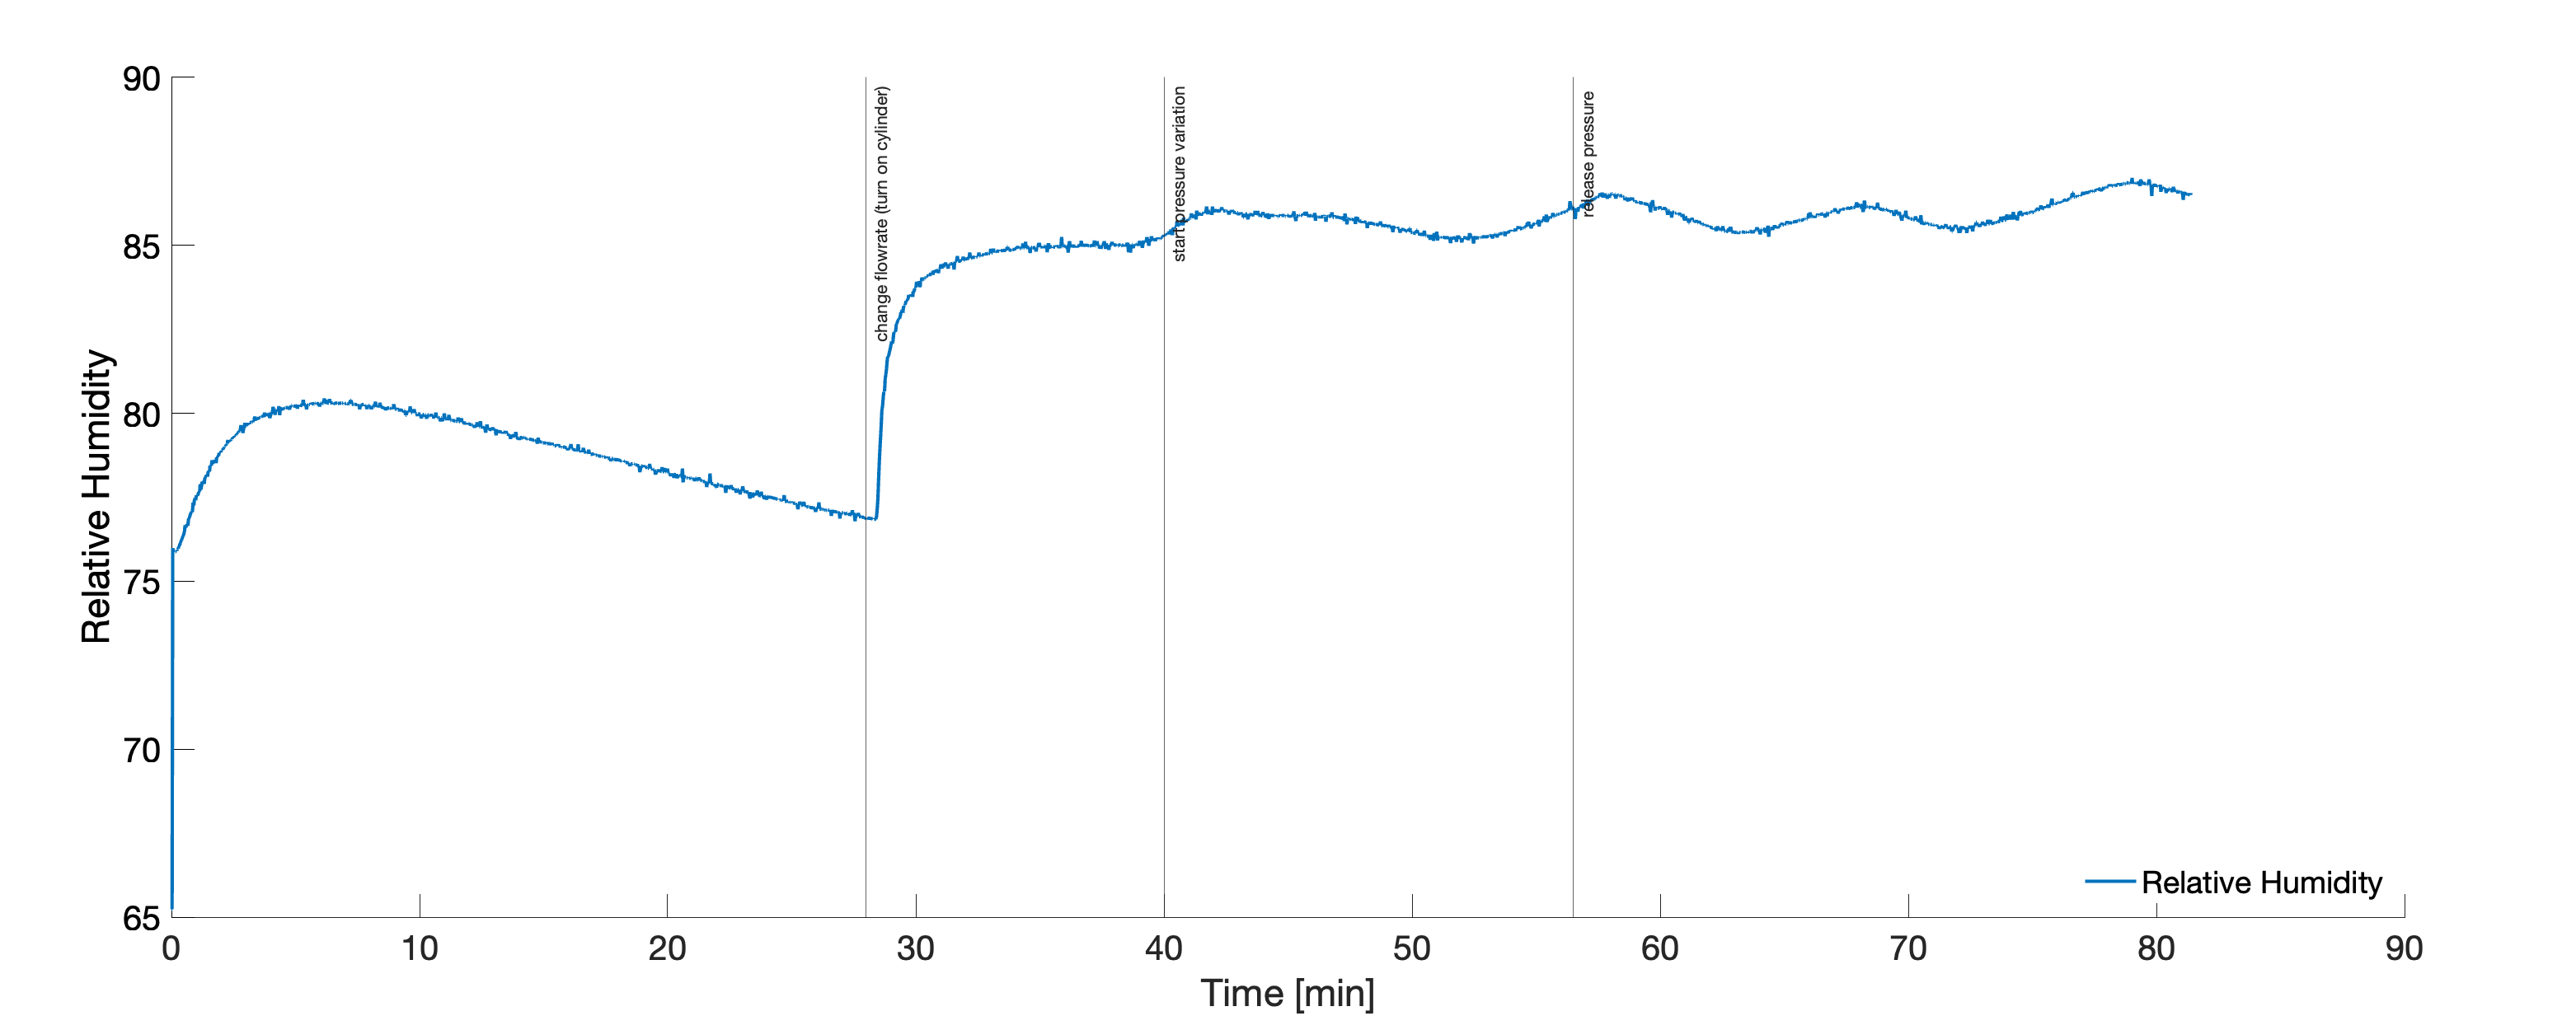 90
85
80
75
70
65
Relative Humidity
change flowrate (turn on cylinder)
start pressure variation
release pressure
Relative Humidity
0 10 20 30 40 50 60 70 80 90
Time [min]